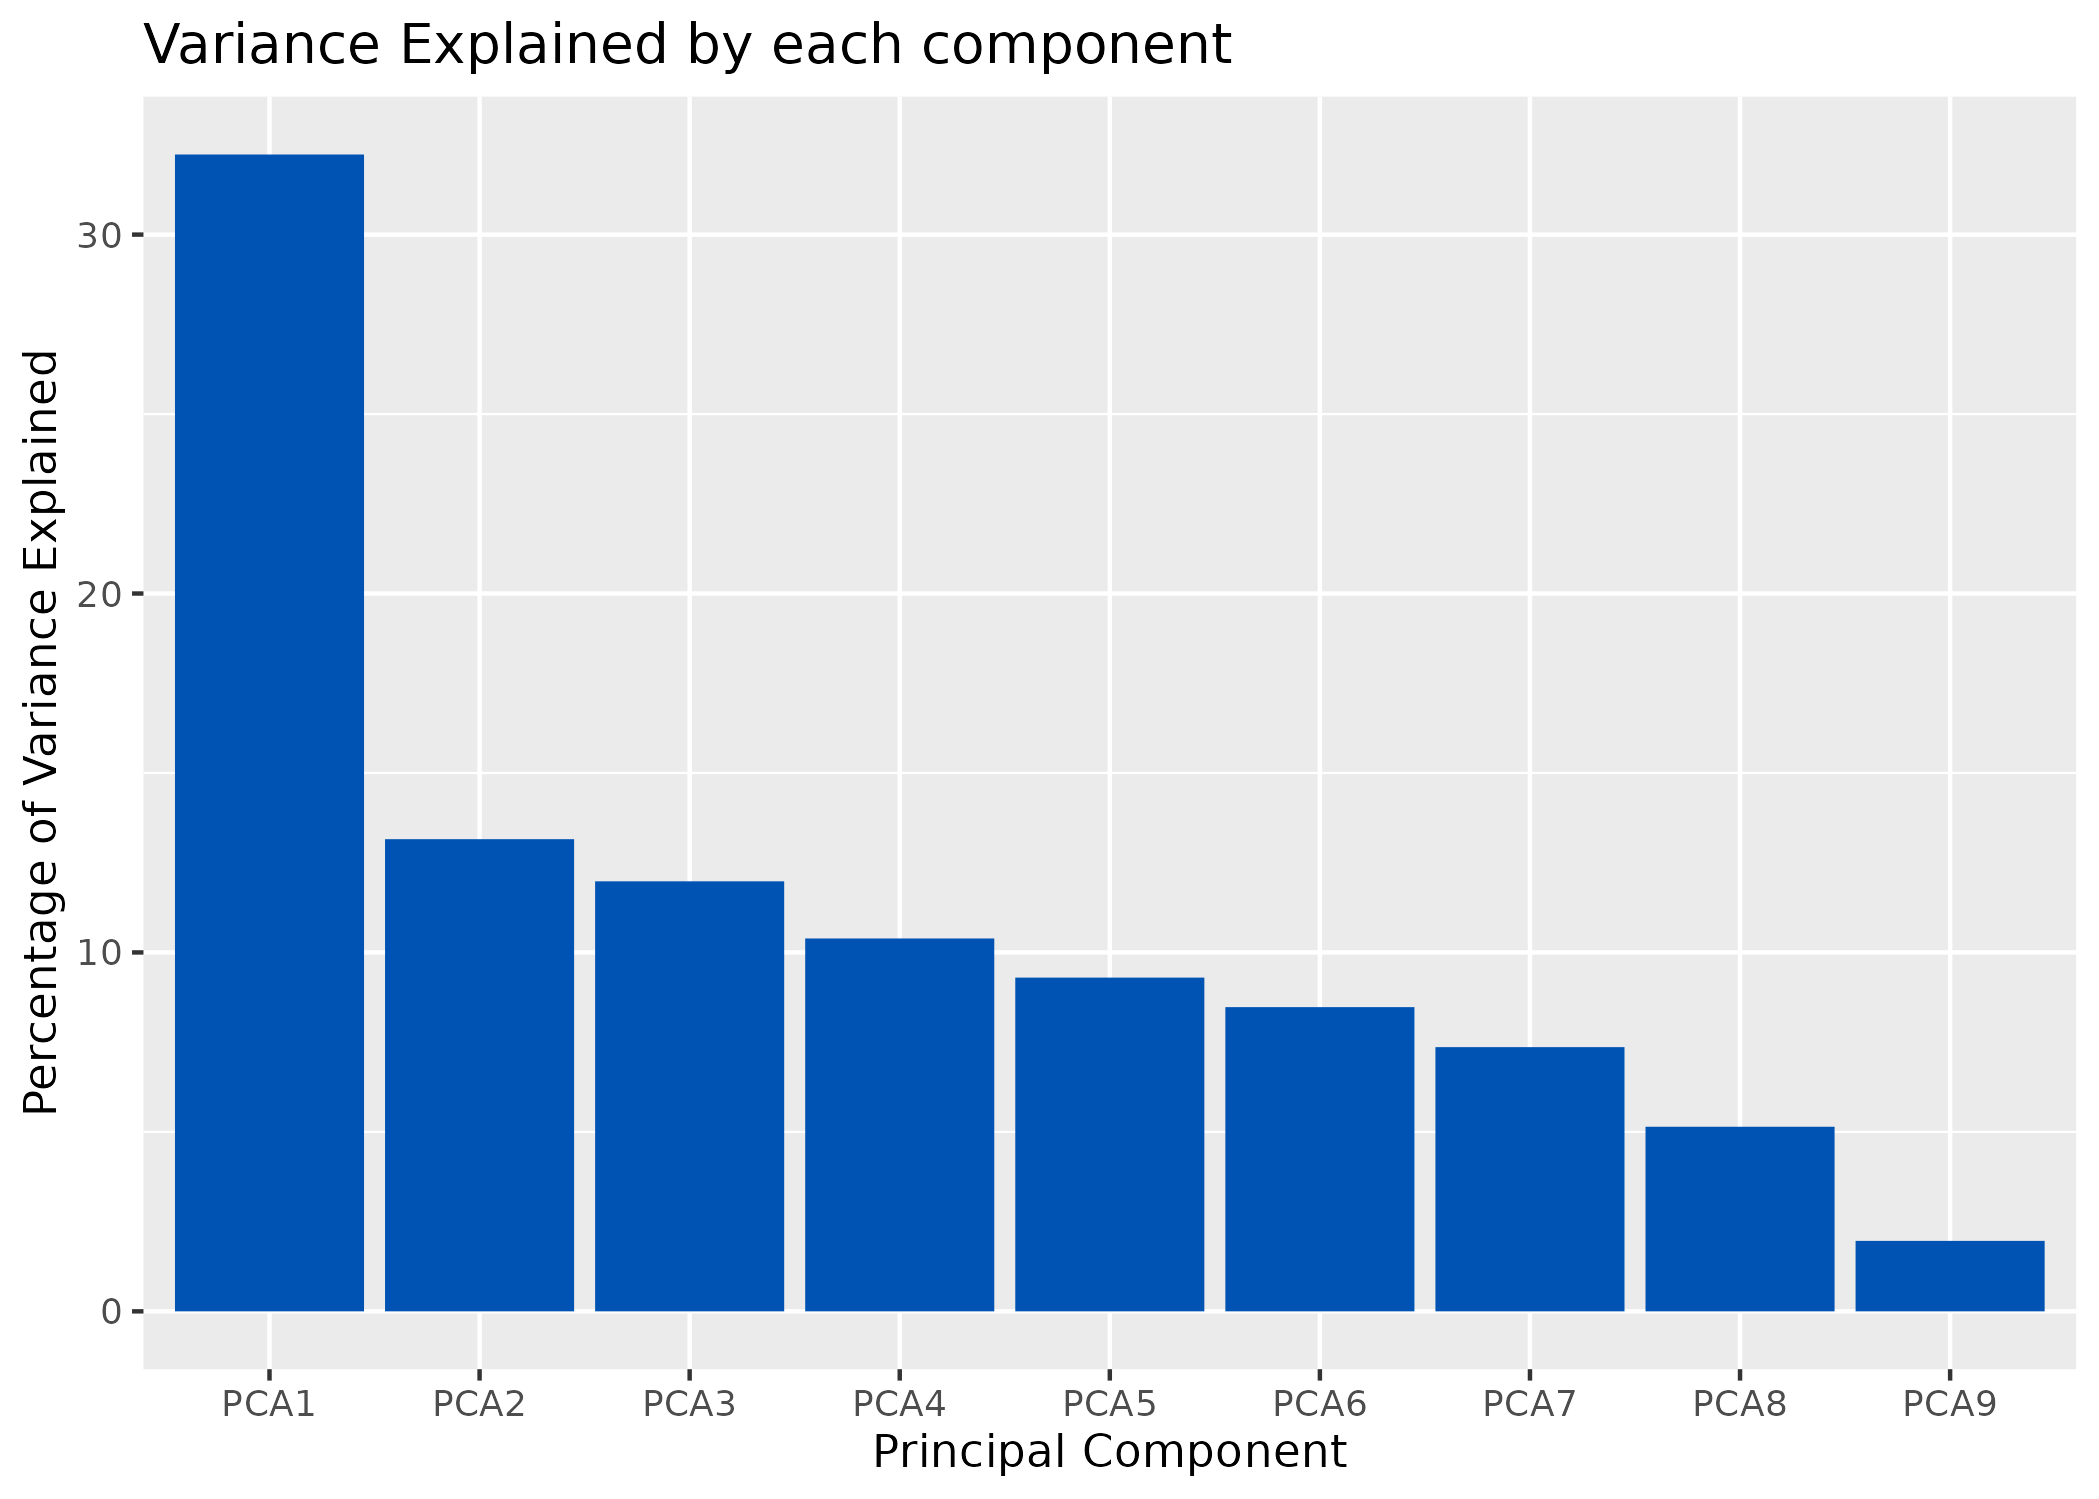 Variance Explained by each component
Percentage of Variance Explained
30
20
10
0
PCA1 PCA2 PCA3 PCA4 PCA5 PCA6 PCA7 PCA8 PCA9
Principal Component